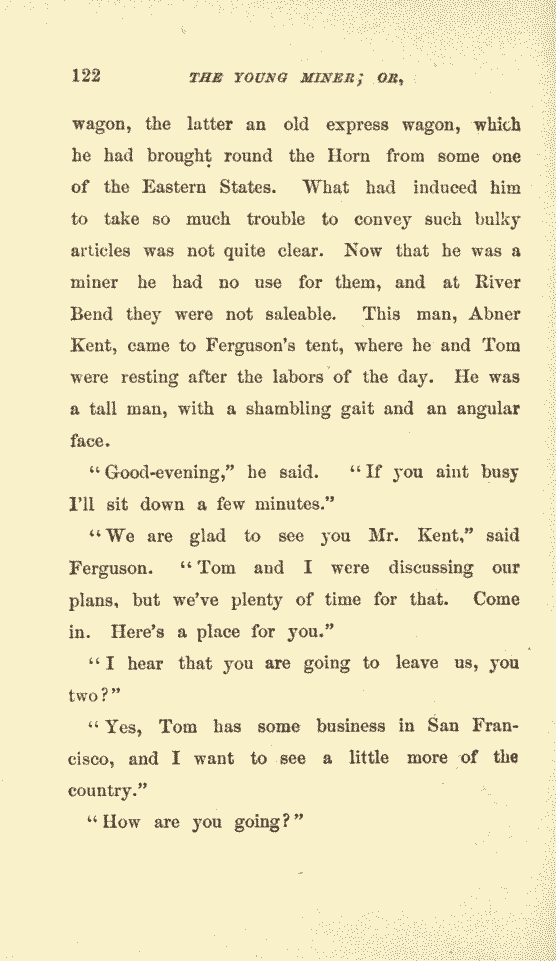 122 THE YOUNG MINER; OR,
wagon, the latter an old express wagon, which
he had brought round the Horn from some one
of the Eastern States. What had induced him
to take so much trouble to convey such bulky
articles was not quite clear. Now that he was a
miner he had no use for them, and at River
Bend they were not saleable. This man, Abner
Kent, came to Ferguson's tent, where he and Tom
were resting after the labors of the day. He was
a tall man, with a shambling gait and an angular
face.
"Good-evening," he said. "If you aint busy
I'll sit down a few minutes."
"We are glad to see you Mr. Kent," said
Ferguson. "Tom and I were discussing our
plans, but we've plenty of time for that. Come
in. Here's a place for you."
"I hear that you are going to leave us, you
two?"
"Yes, Tom has some business in San Fran-
cisco, and I want to see a little more of the
country."
"How are you going?"